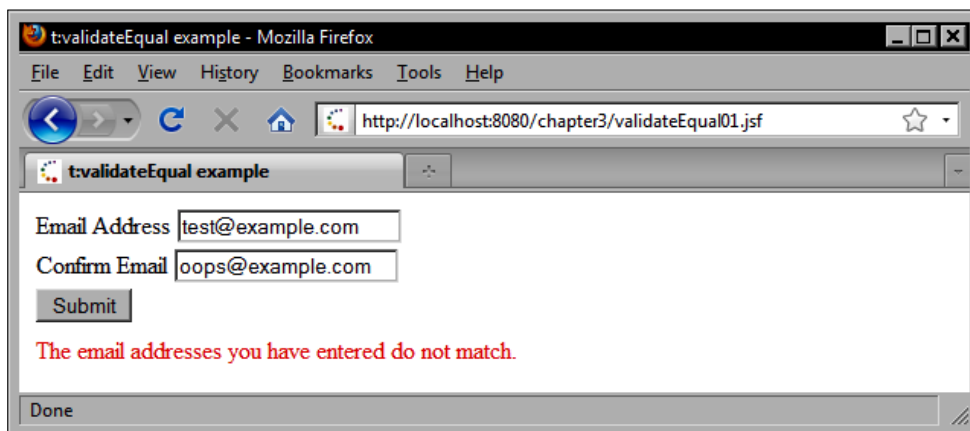 t:validateEqual example - Mozilla Firefox
File Edit View History Bookmarks Tools Help
http://localhost:8080/chapter3/validateEqual01.jsf
t:validateEqual example
Email Address test@example.com
Confirm Email oops@example.com
Submit
The email addresses you have entered do not match.
Done